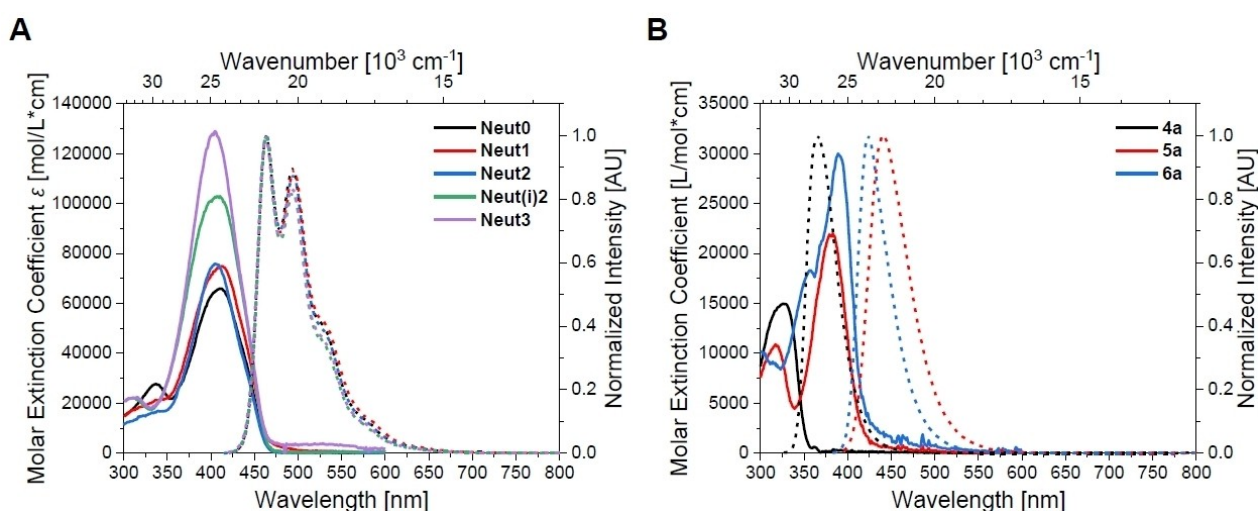 A
Wavenumber [10³ cm⁻¹]
30 25 20 15
Molar Extinction Coefficient ε [mol/L*cm]
140000
120000
100000
80000
60000
40000
20000
0
Neut0
Neut1
Neut2
Neut(i)2
Neut3
1.0
0.8
0.6
0.4
0.2
0.0
Normalized Intensity [AU]
300 350 400 450 500 550 600 650 700 750 800
Wavelength [nm]
B
Wavenumber [10³ cm⁻¹]
30 25 20 15
Molar Extinction Coefficient [L/mol*cm]
35000
30000
25000
20000
15000
10000
5000
0
4a
5a
6a
1.0
0.8
0.6
0.4
0.2
0.0
Normalized Intensity [AU]
300 350 400 450 500 550 600 650 700 750 800
Wavelength [nm]